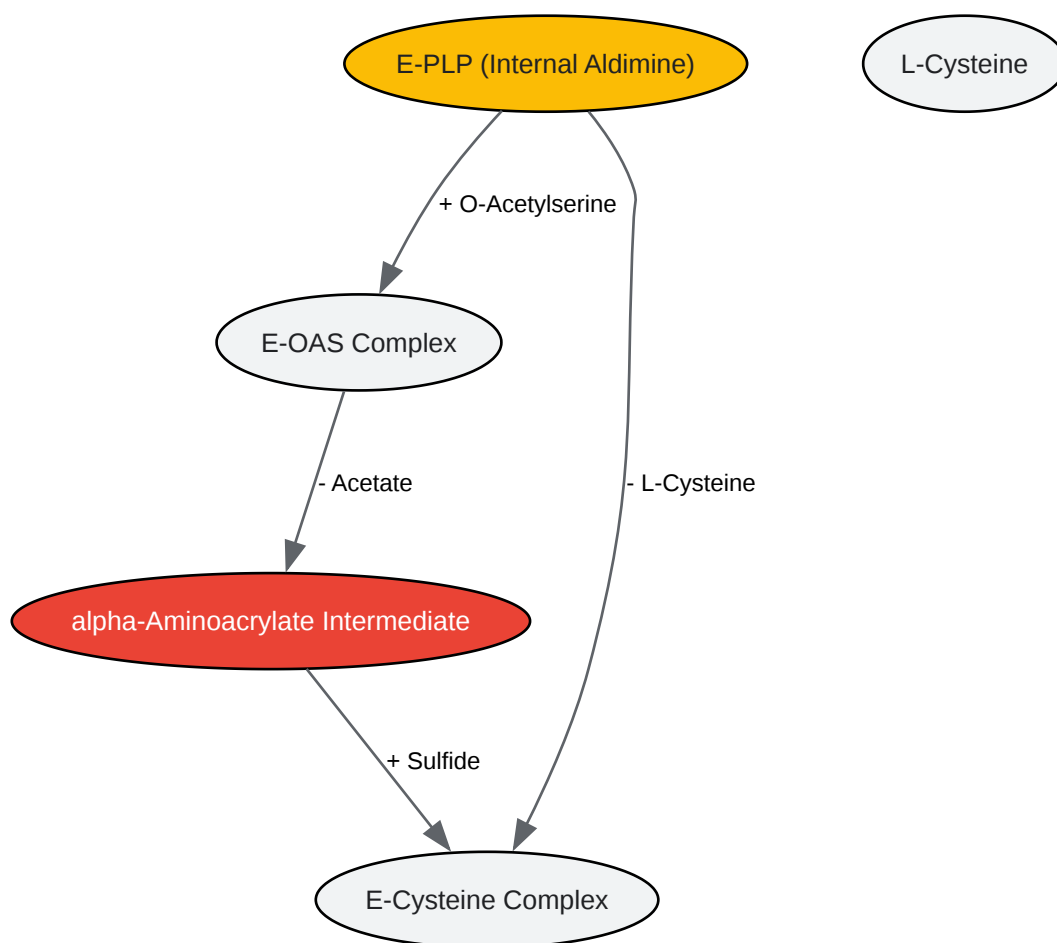 E-PLP (Internal Aldimine)
L-Cysteine
+ O-Acetylserine
E-OAS Complex
- Acetate
- L-Cysteine
alpha-Aminoacrylate Intermediate
+ Sulfide
E-Cysteine Complex